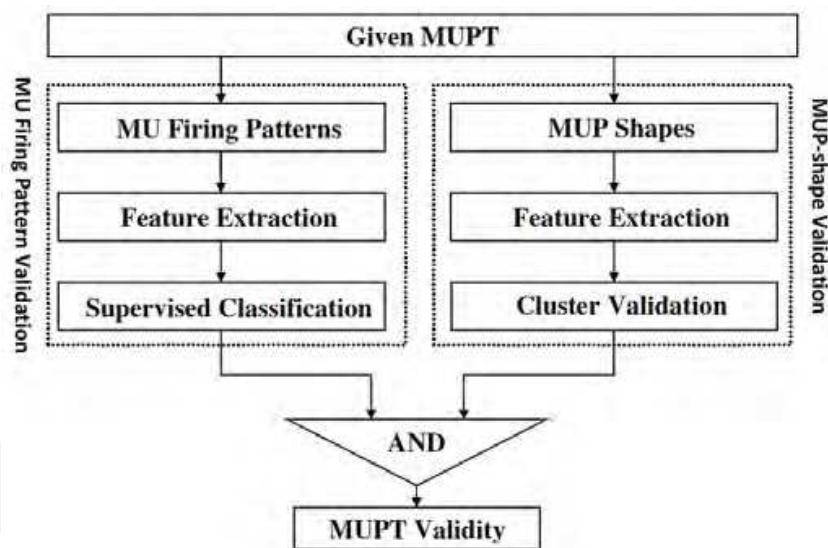 Given MUPT
MU Firing Pattern Validation
MU Firing Patterns
Feature Extraction
Supervised Classification
MUP Shapes
Feature Extraction
Cluster Validation
MUP-shape Validation
AND
MUPT Validity